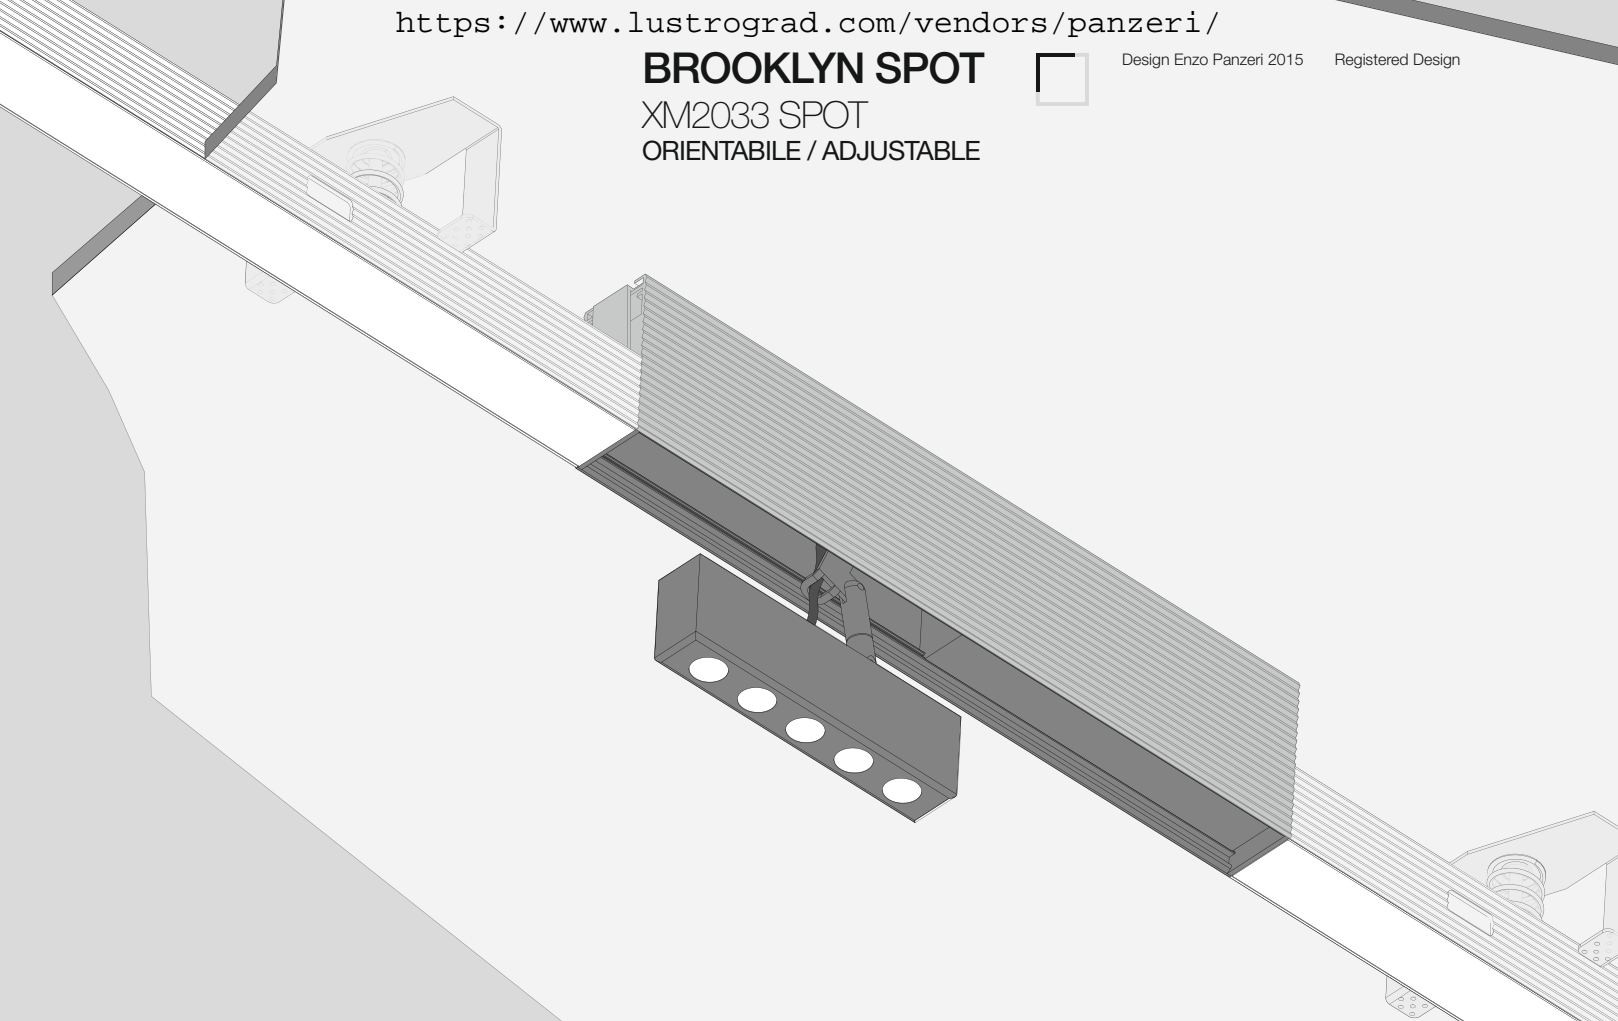 https://www.lustrograd.com/vendors/panzeri/
BROOKLYN SPOT
XM2033 SPOT
ORIENTABILE / ADJUSTABLE
Design Enzo Panzeri 2015 Registered Design